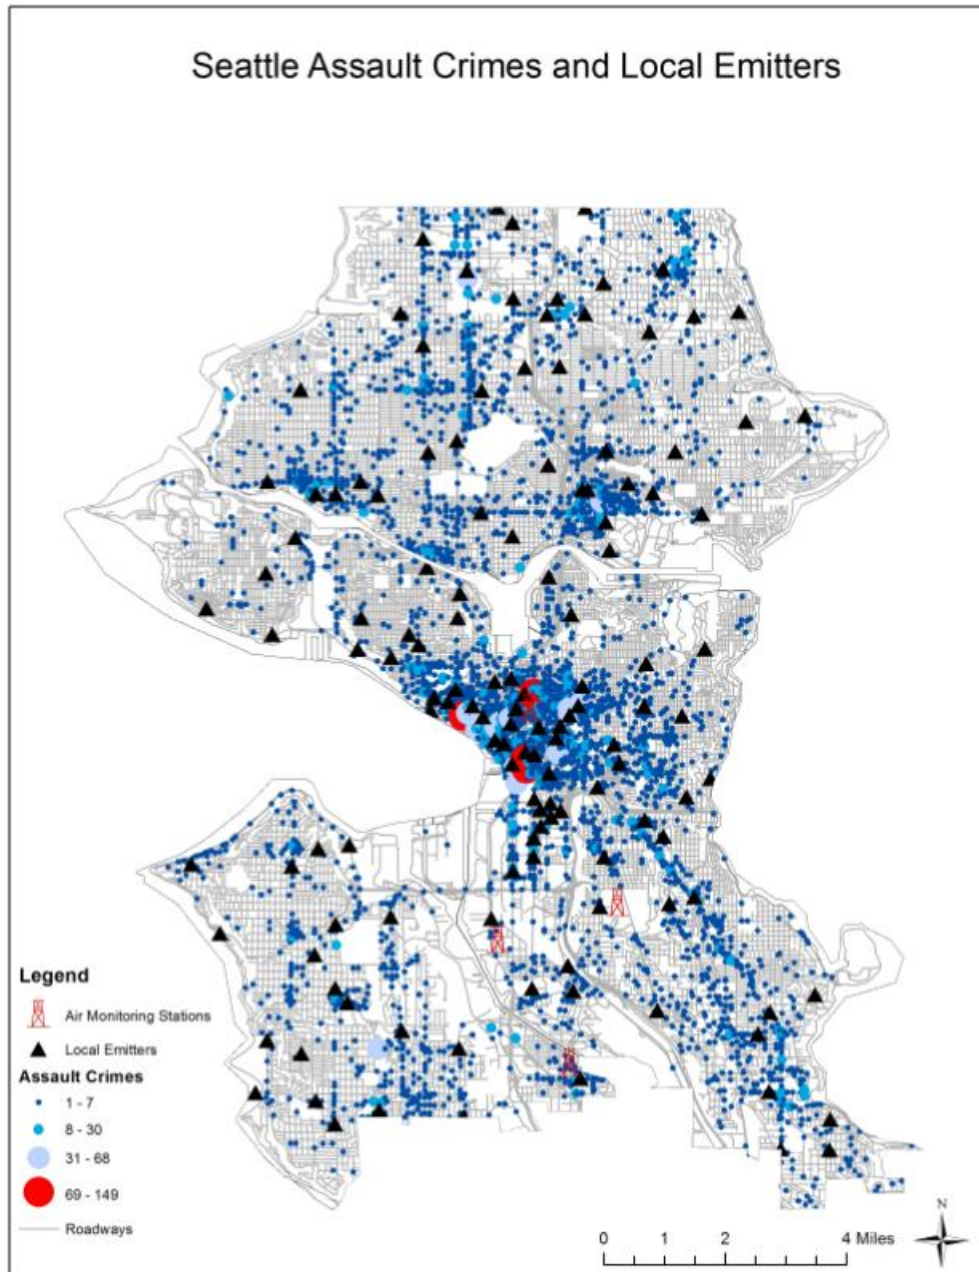 Seattle Assault Crimes and Local Emitters
Legend
Air Monitoring Stations
Local Emitters
Assault Crimes
1 - 7
8 - 30
31 - 68
69 - 149
Roadways
N
0 1 2 4 Miles